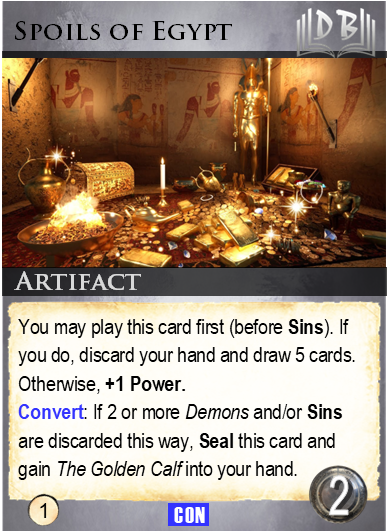 Spoils of Egypt
DB
Artifact
You may play this card first (before Sins). If
you do, discard your hand and draw 5 cards.
Otherwise, +1 Power.
Convert: If 2 or more Demons and/or Sins
are discarded this way, Seal this card and
gain The Golden Calf into your hand.
2
1
CON